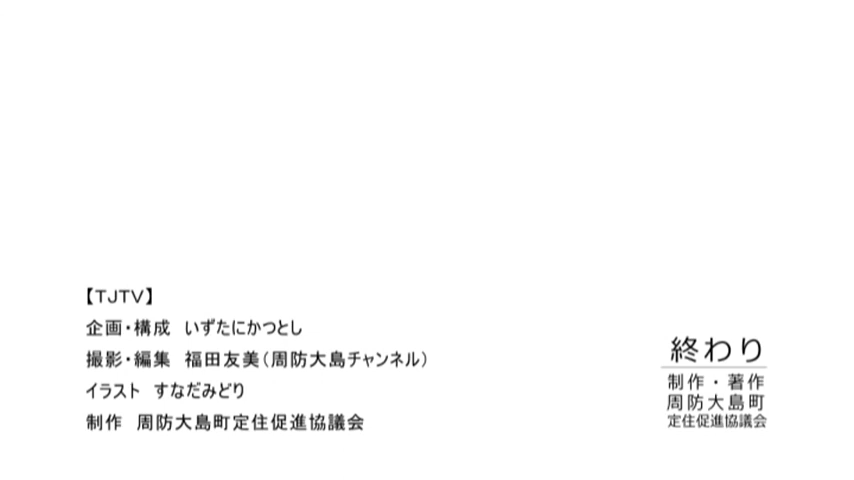 【TJTV】
企画・構成　いずたにかつとし
撮影・編集　福田友美（周防大島チャンネル）
イラスト　すなだみどり
制作　周防大島町定住促進協議会
終わり
制作・著作
周防大島町
定住促進協議会